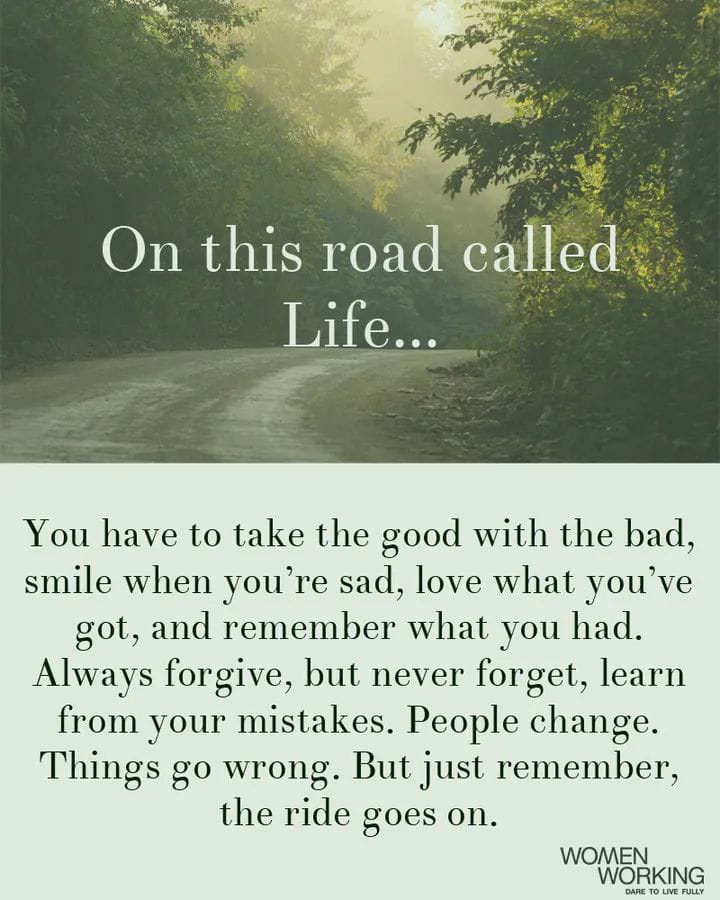 On this road called
Life...
You have to take the good with the bad,
smile when you’re sad, love what you’ve
got, and remember what you had.
Always forgive, but never forget, learn
from your mistakes. People change.
Things go wrong. But just remember,
the ride goes on.
WOMEN
WORKING
DARE TO LIVE FULLY